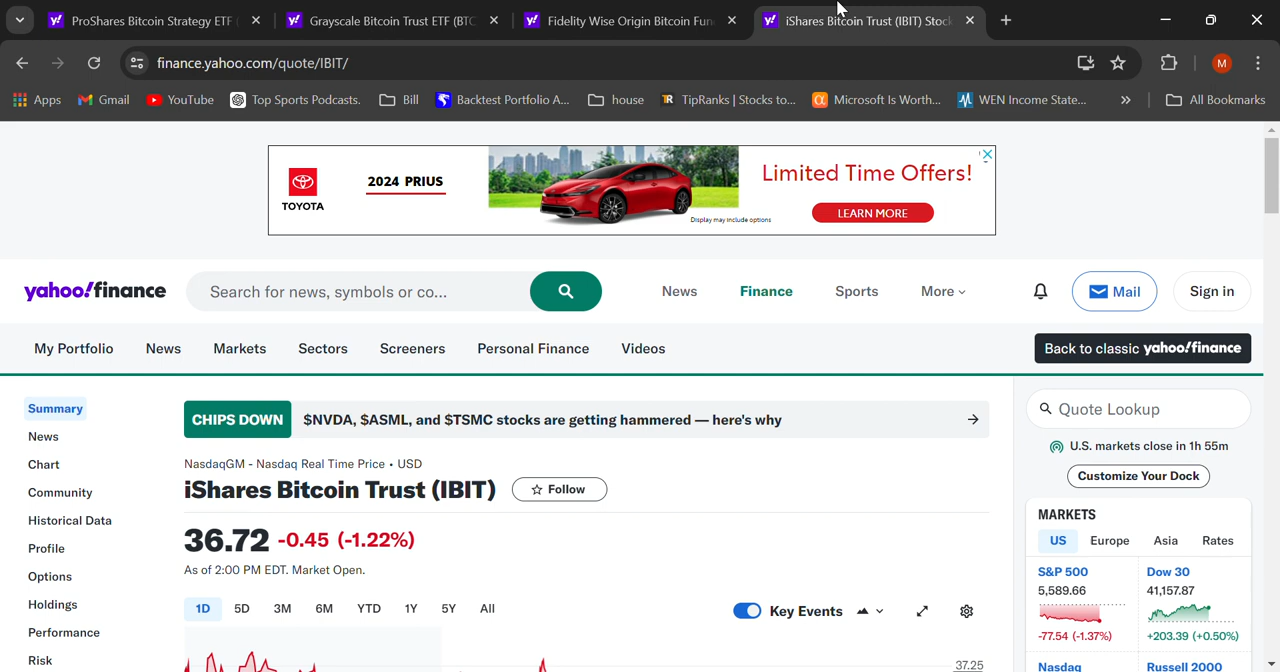 ProShares Bitcoin Strategy ETF
Grayscale Bitcoin Trust ETF (BTC
Fidelity Wise Origin Bitcoin Fun
iShares Bitcoin Trust (IBIT) Stock
finance.yahoo.com/quote/IBIT/
M
Apps
Gmail
YouTube
Top Sports Podcasts.
Bill
Backtest Portfolio A...
house
TipRanks | Stocks to...
Microsoft Is Worth...
WEN Income State...
»
All Bookmarks
TOYOTA
2024 PRIUS
Display may include options
Limited Time Offers!
LEARN MORE
yahoo!finance
Search for news, symbols or co...
News
Finance
Sports
More
Mail
Sign in
My Portfolio
News
Markets
Sectors
Screeners
Personal Finance
Videos
Back to classic yahoo!finance
Summary
News
Chart
Community
Historical Data
Profile
Options
Holdings
Performance
Risk
CHIPS DOWN
$NVDA, $ASML, and $TSMC stocks are getting hammered — here's why
NasdaqGM - Nasdaq Real Time Price • USD
iShares Bitcoin Trust (IBIT)
Follow
36.72 -0.45 (-1.22%)
As of 2:00 PM EDT. Market Open.
1D 5D 3M 6M YTD 1Y 5Y All
Key Events
37.25
Quote Lookup
U.S. markets close in 1h 55m
Customize Your Dock
MARKETS
US Europe Asia Rates
S&P 500
5,589.66
-77.54 (-1.37%)
Dow 30
41,157.87
+203.39 (+0.50%)
Nasdaq
Russell 2000